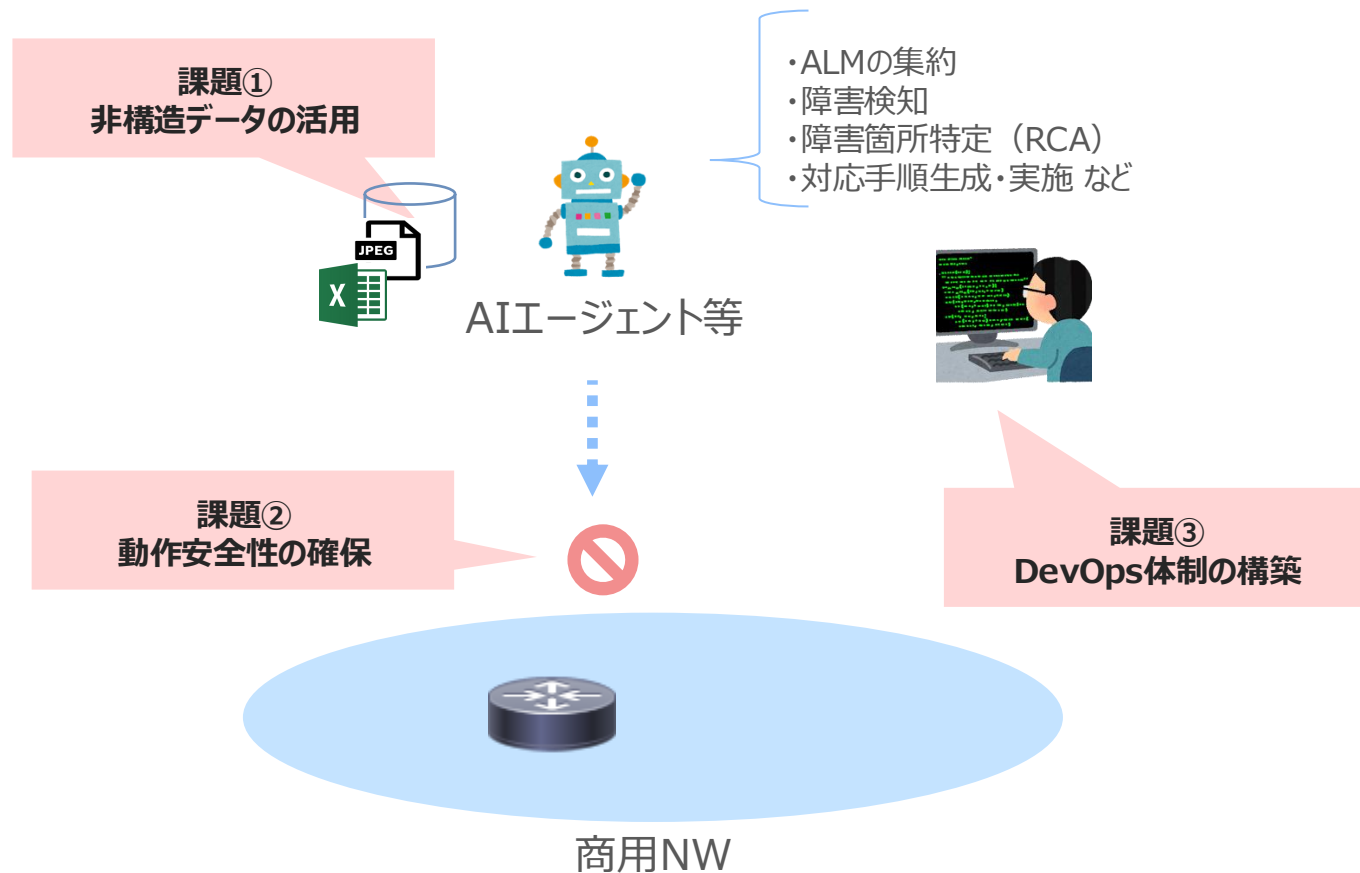 課題①
非構造データの活用
・ALMの集約
・障害検知
・障害箇所特定（RCA）
・対応手順生成・実施 など
JPEG
X
AIエージェント等
課題②
動作安全性の確保
課題③
DevOps体制の構築
商用NW